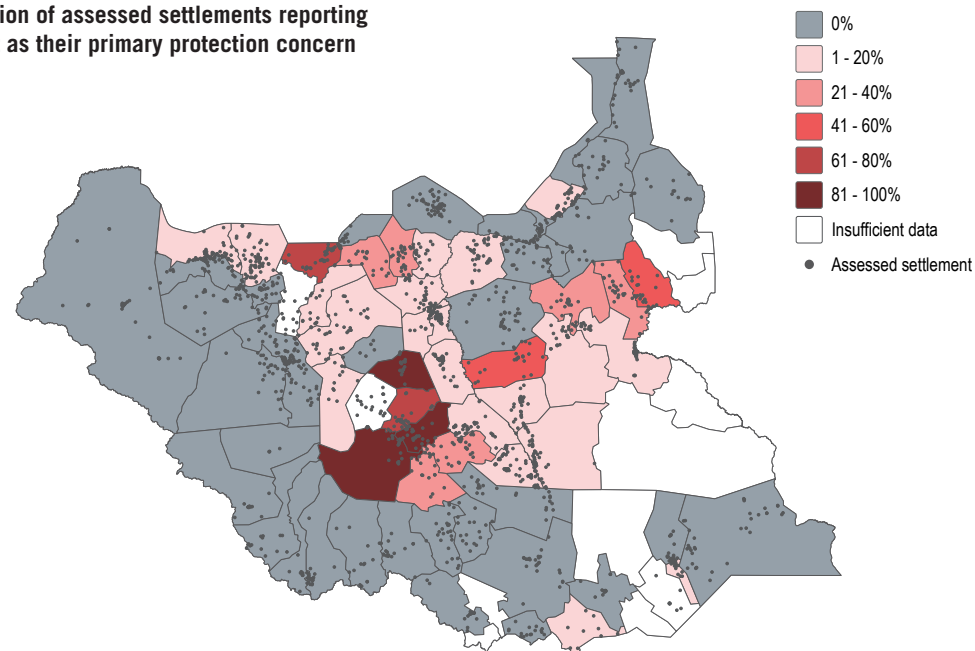 of assessed settlements reporting
as their primary protection concern
0%
1 - 20%
21 - 40%
41 - 60%
61 - 80%
81 - 100%
Insufficient data
Assessed settlement